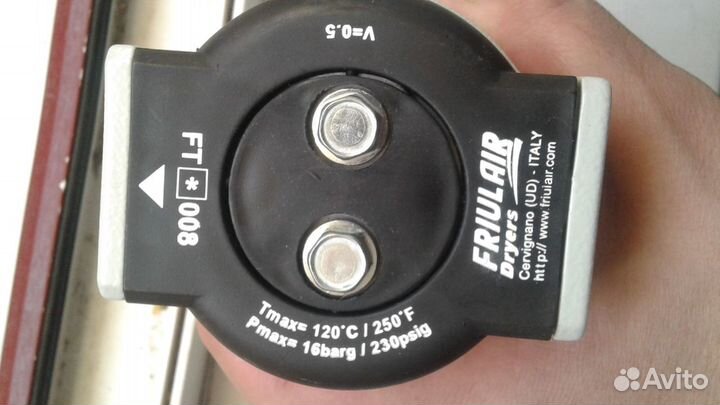 V=0.5
FT*008
FRIULAIR
Dryers
Cervignano (UD) - ITALY
http:// www.friulair.com
Tmax= 120°C / 250°F
Pmax= 16barg / 230psig
Avito